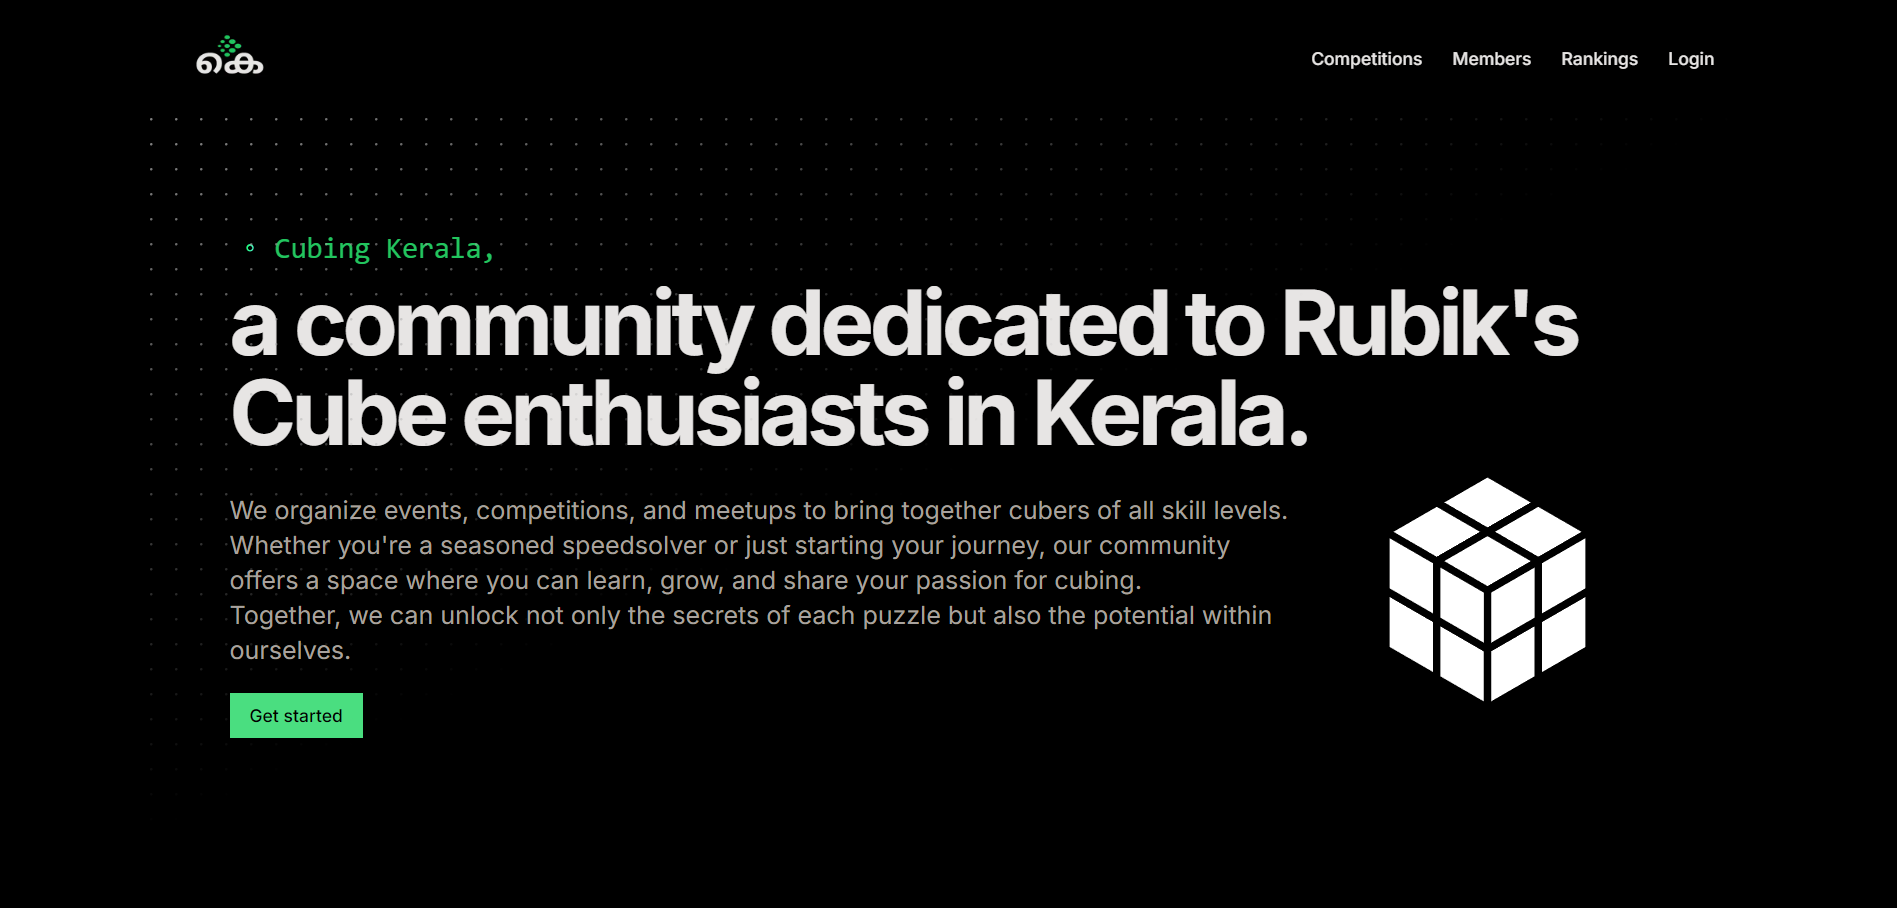 കെ
Competitions Members Rankings Login
Cubing Kerala,
a community dedicated to Rubik's
Cube enthusiasts in Kerala.
We organize events, competitions, and meetups to bring together cubers of all skill levels.
Whether you're a seasoned speedsolver or just starting your journey, our community
offers a space where you can learn, grow, and share your passion for cubing.
Together, we can unlock not only the secrets of each puzzle but also the potential within
ourselves.
Get started